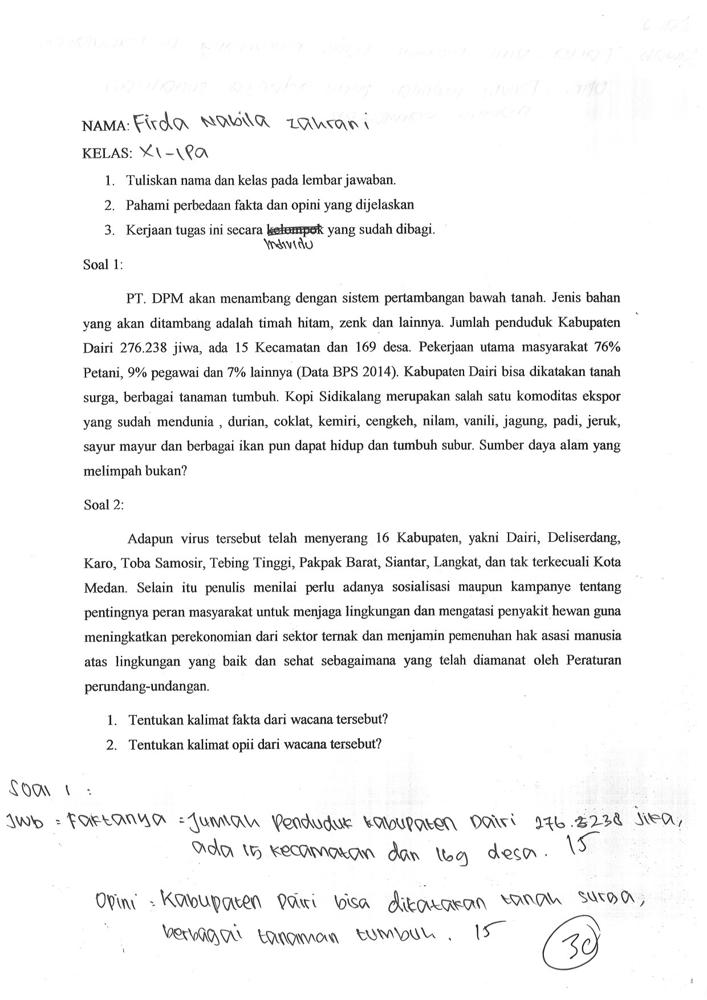 NAMA: Firda Nabila Zahrani
KELAS: XI-IPA
1. Tuliskan nama dan kelas pada lembar jawaban.
2. Pahami perbedaan fakta dan opini yang dijelaskan
3. Kerjaan tugas ini secara kelompok yang sudah dibagi.
Individu
Soal 1:
PT. DPM akan menambang dengan sistem pertambangan bawah tanah. Jenis bahan
yang akan ditambang adalah timah hitam, zenk dan lainnya. Jumlah penduduk Kabupaten
Dairi 276.238 jiwa, ada 15 Kecamatan dan 169 desa. Pekerjaan utama masyarakat 76%
Petani, 9% pegawai dan 7% lainnya (Data BPS 2014). Kabupaten Dairi bisa dikatakan tanah
surga, berbagai tanaman tumbuh. Kopi Sidikalang merupakan salah satu komoditas ekspor
yang sudah mendunia , durian, coklat, kemiri, cengkeh, nilam, vanili, jagung, padi, jeruk,
sayur mayur dan berbagai ikan pun dapat hidup dan tumbuh subur. Sumber daya alam yang
melimpah bukan?
Soal 2:
Adapun virus tersebut telah menyerang 16 Kabupaten, yakni Dairi, Deliserdang,
Karo, Toba Samosir, Tebing Tinggi, Pakpak Barat, Siantar, Langkat, dan tak terkecuali Kota
Medan. Selain itu penulis menilai perlu adanya sosialisasi maupun kampanye tentang
pentingnya peran masyarakat untuk menjaga lingkungan dan mengatasi penyakit hewan guna
meningkatkan perekonomian dari sektor ternak dan menjamin pemenuhan hak asasi manusia
atas lingkungan yang baik dan sehat sebagaimana yang telah diamanat oleh Peraturan
perundang-undangan.
1. Tentukan kalimat fakta dari wacana tersebut?
2. Tentukan kalimat opii dari wacana tersebut?
Soal 1 :
Jwb = Faktanya = Jumlah Penduduk Kabupaten Dairi 276.238 jika,
ada 15 Kecamatan dan 169 desa. 15
Opini : Kabupaten Dairi bisa dikatakan tanah surga,
berbagai tanaman tumbuh. 15
30